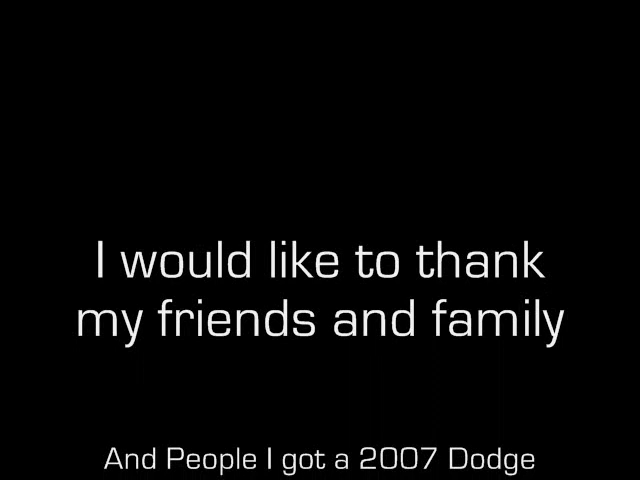 I would like to thank
my friends and family
And People I got a 2007 Dodge